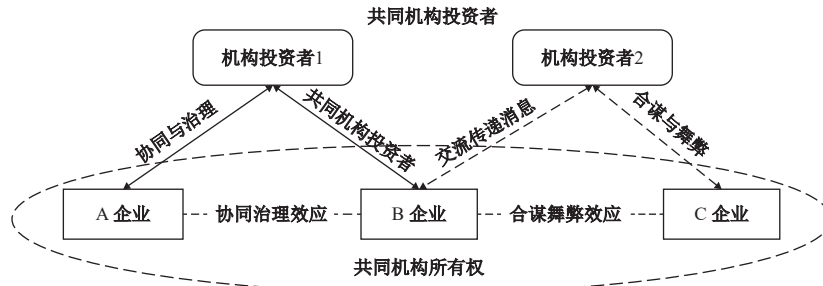 共同机构投资者
机构投资者1
机构投资者2
协同与治理
共同机构投资者
交流传递消息
合谋与舞弊
A 企业
协同治理效应
B 企业
合谋舞弊效应
C 企业
共同机构所有权